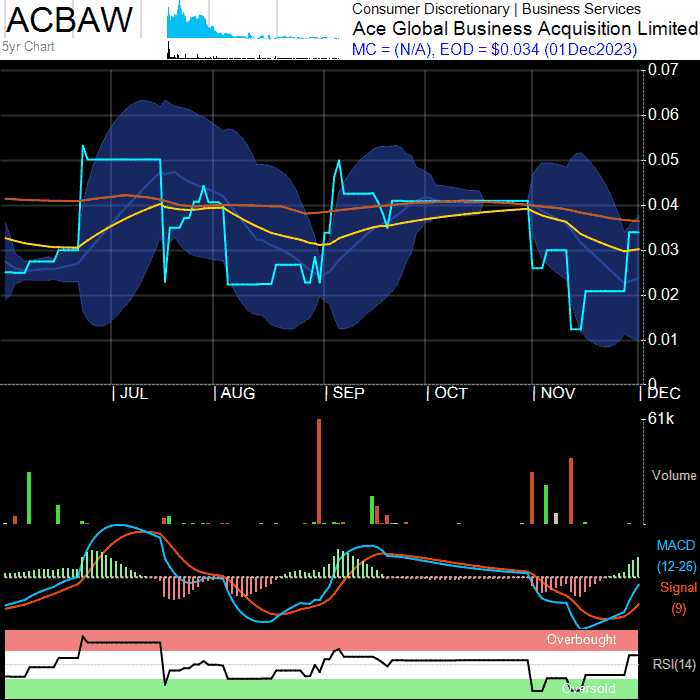 ACBAW
5yr Chart
Consumer Discretionary | Business Services
Ace Global Business Acquisition Limited
MC = (N/A), EOD = $0.034 (01Dec2023)
0.07
0.06
0.05
0.04
0.03
0.02
0.01
0
JUL AUG SEP OCT NOV DEC
61k
Volume
MACD
(12-26)
Signal
(9)
Overbought
RSI(14)
Oversold